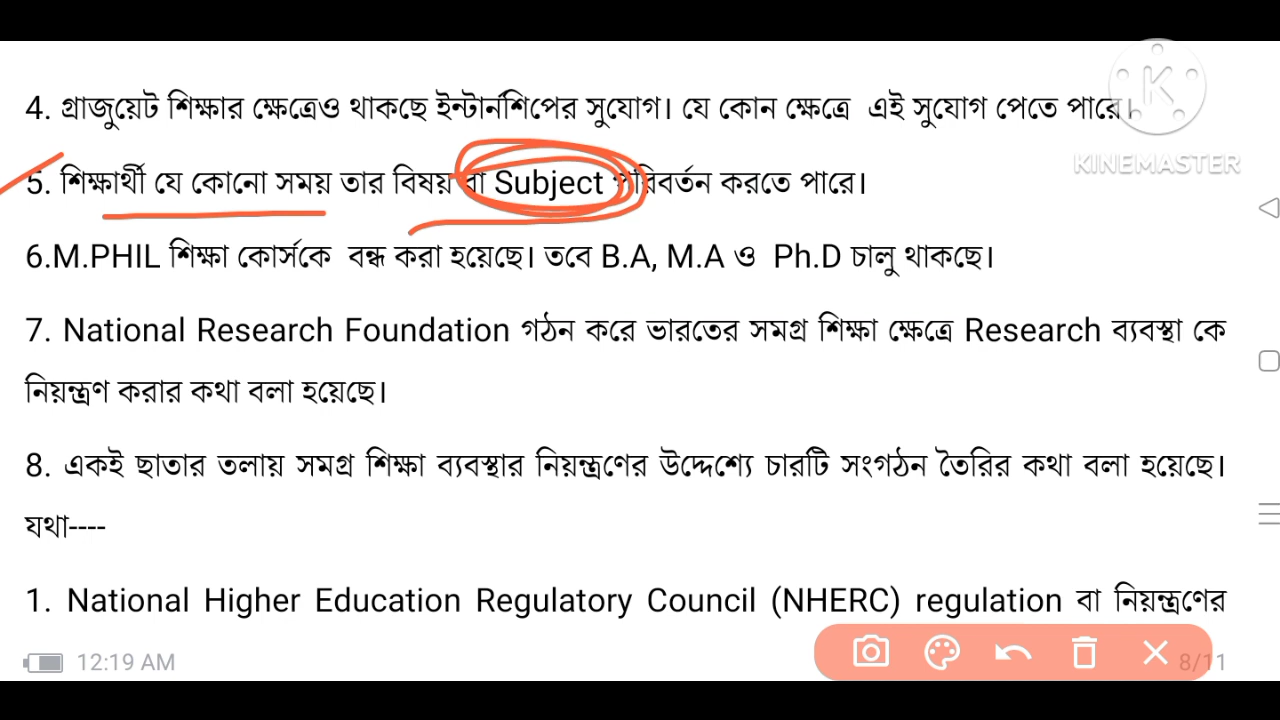 4. গ্রাজুয়েট শিক্ষার ক্ষেত্রেও থাকছে ইন্টার্নশিপের সুযোগ। যে কোন ক্ষেত্রে এই সুযোগ পেতে পারে।
KINEMASTER
5. শিক্ষার্থী যে কোনো সময় তার বিষয় বা Subject পরিবর্তন করতে পারে।
6.M.PHIL শিক্ষা কোর্সকে বন্ধ করা হয়েছে। তবে B.A, M.A ও Ph.D চালু থাকছে।
7. National Research Foundation গঠন করে ভারতের সমগ্র শিক্ষা ক্ষেত্রে Research ব্যবস্থা কে
নিয়ন্ত্রণ করার কথা বলা হয়েছে।
8. একই ছাতার তলায় সমগ্র শিক্ষা ব্যবস্থার নিয়ন্ত্রণের উদ্দেশ্যে চারটি সংগঠন তৈরির কথা বলা হয়েছে।
যথা----
1. National Higher Education Regulatory Council (NHERC) regulation বা নিয়ন্ত্রণের
12:19 AM
8/11